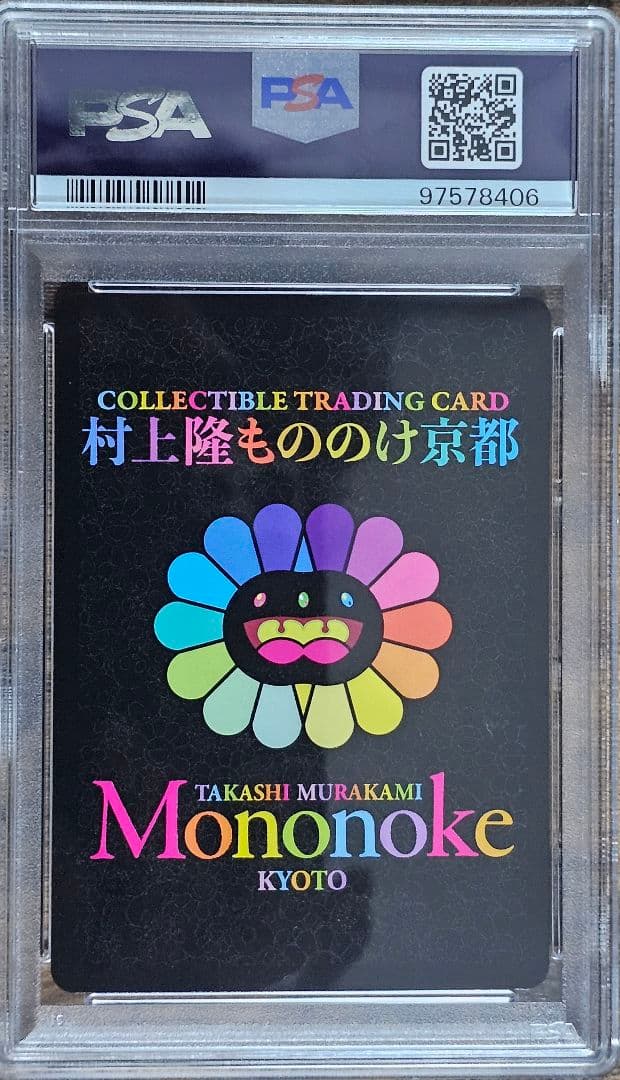 PSA
PSA
97578406
COLLECTIBLE TRADING CARD
村上隆もののけ京都
TAKASHI MURAKAMI
Mononoke
KYOTO